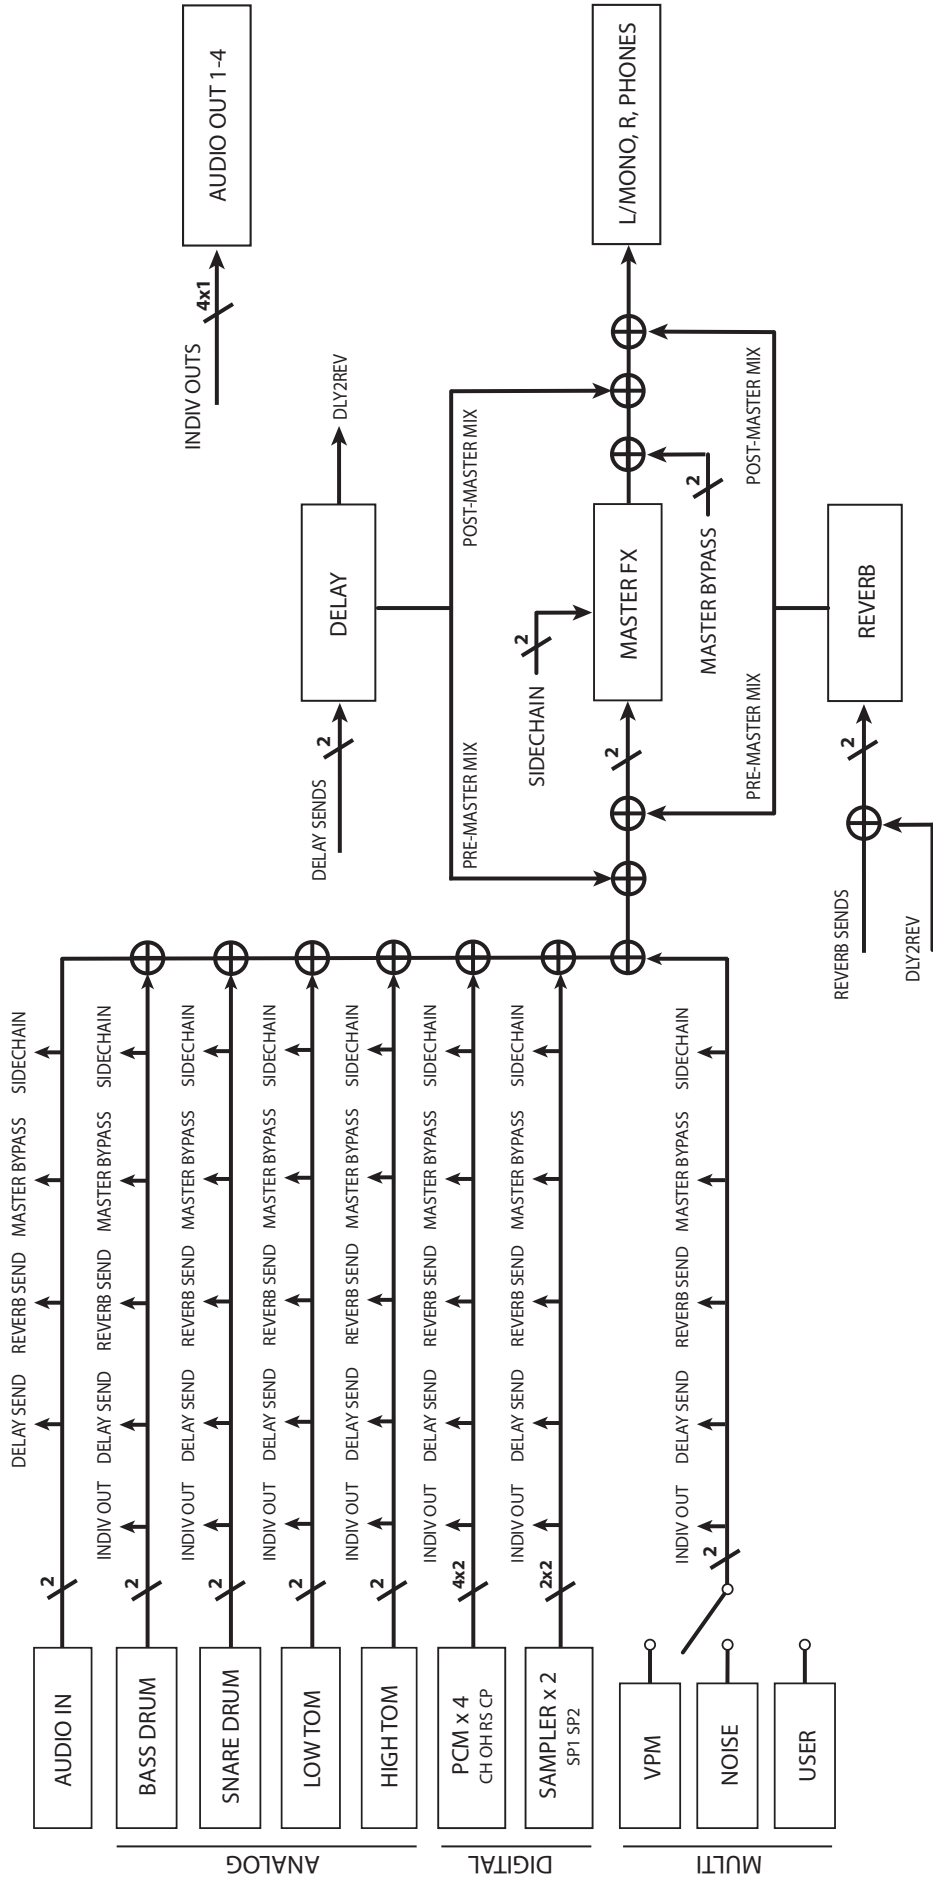 AUDIO IN
2
DELAY SEND
REVERB SEND
MASTER BYPASS
SIDECHAIN
ANALOG
BASS DRUM
2
INDIV OUT
DELAY SEND
REVERB SEND
MASTER BYPASS
SIDECHAIN
SNARE DRUM
2
INDIV OUT
DELAY SEND
REVERB SEND
MASTER BYPASS
SIDECHAIN
LOW TOM
2
INDIV OUT
DELAY SEND
REVERB SEND
MASTER BYPASS
SIDECHAIN
HIGH TOM
2
INDIV OUT
DELAY SEND
REVERB SEND
MASTER BYPASS
SIDECHAIN
DIGITAL
PCM x 4
CH OH RS CP
4x2
INDIV OUT
DELAY SEND
REVERB SEND
MASTER BYPASS
SIDECHAIN
SAMPLER x 2
SP1 SP2
2x2
INDIV OUT
DELAY SEND
REVERB SEND
MASTER BYPASS
SIDECHAIN
MULTI
VPM
NOISE
USER
2
INDIV OUT
DELAY SEND
REVERB SEND
MASTER BYPASS
SIDECHAIN
INDIV OUTS
4x1
AUDIO OUT 1-4
DELAY SENDS
2
DELAY
DLY2REV
PRE-MASTER MIX
POST-MASTER MIX
SIDECHAIN
2
2
MASTER FX
MASTER BYPASS
2
L/MONO, R, PHONES
PRE-MASTER MIX
POST-MASTER MIX
REVERB SENDS
2
REVERB
DLY2REV